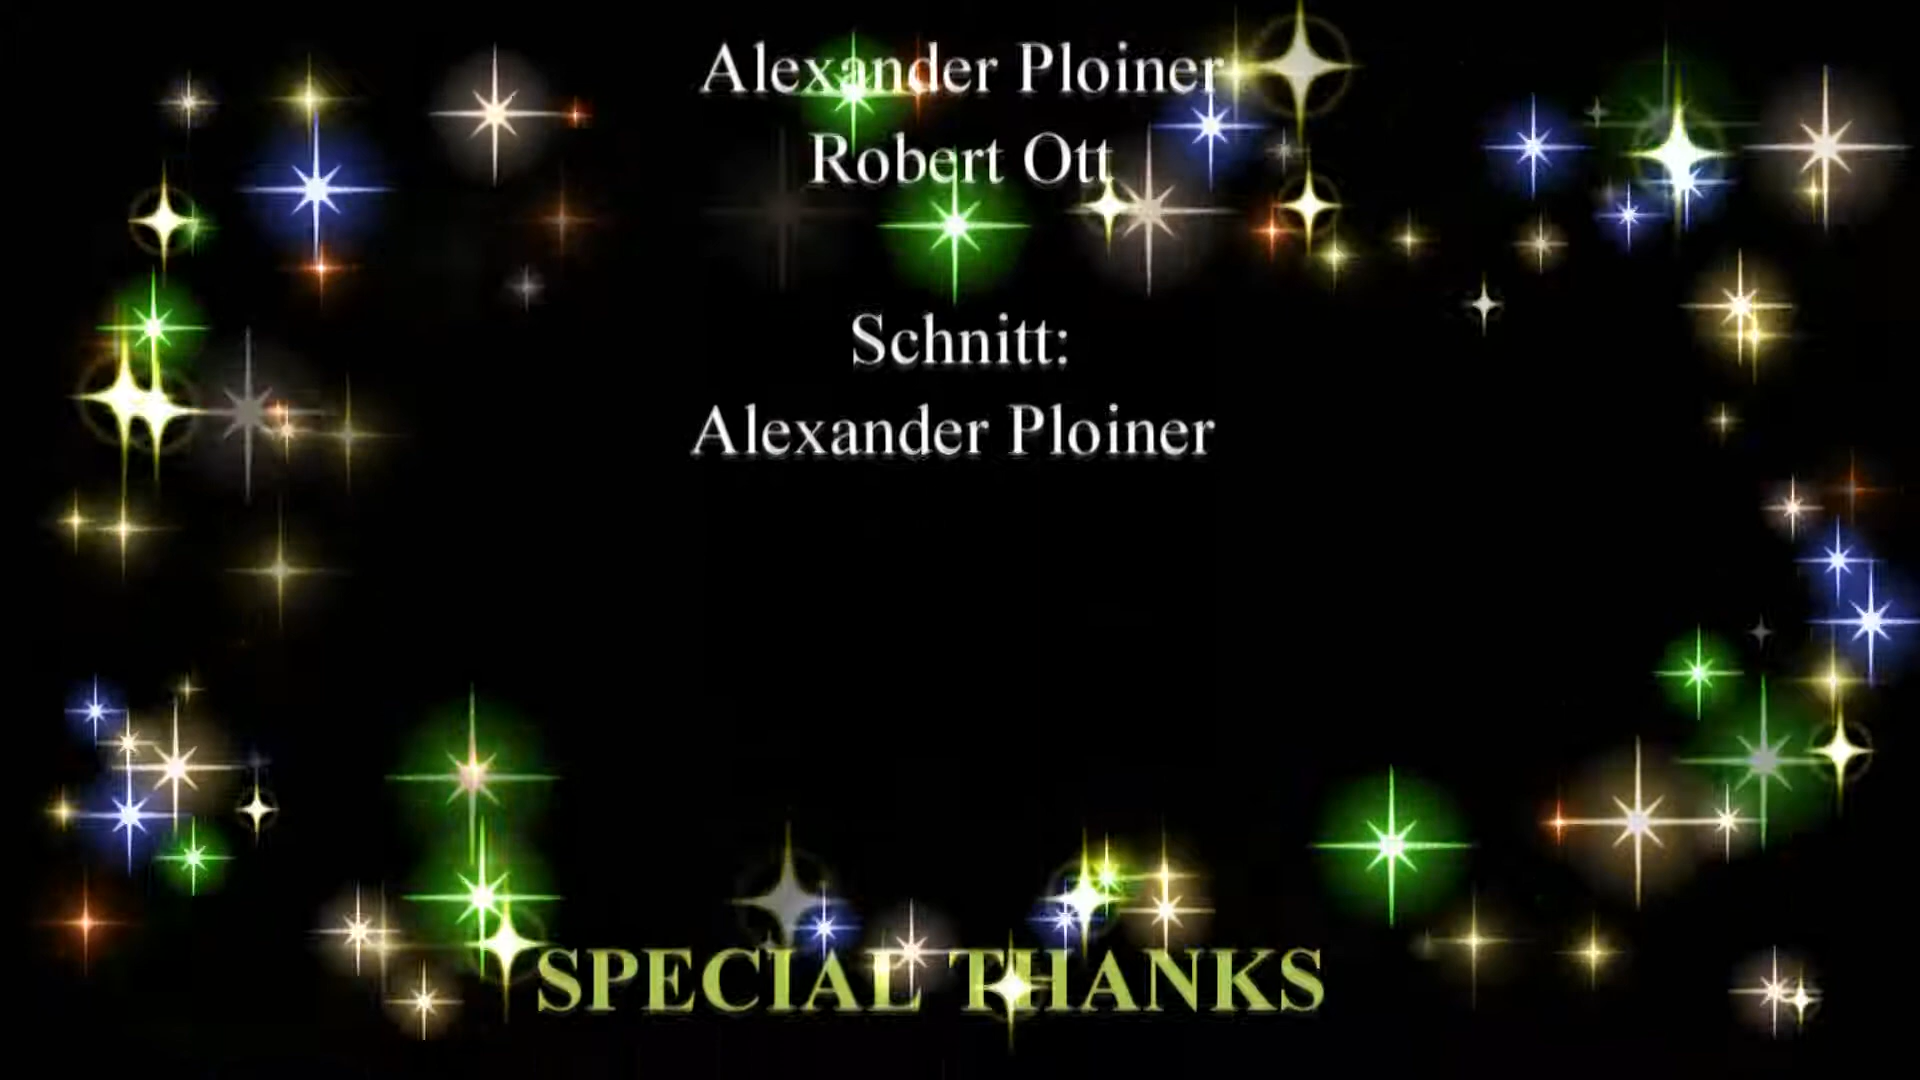 Alexander Ploiner
Robert Ott
Schnitt:
Alexander Ploiner
SPECIAL THANKS